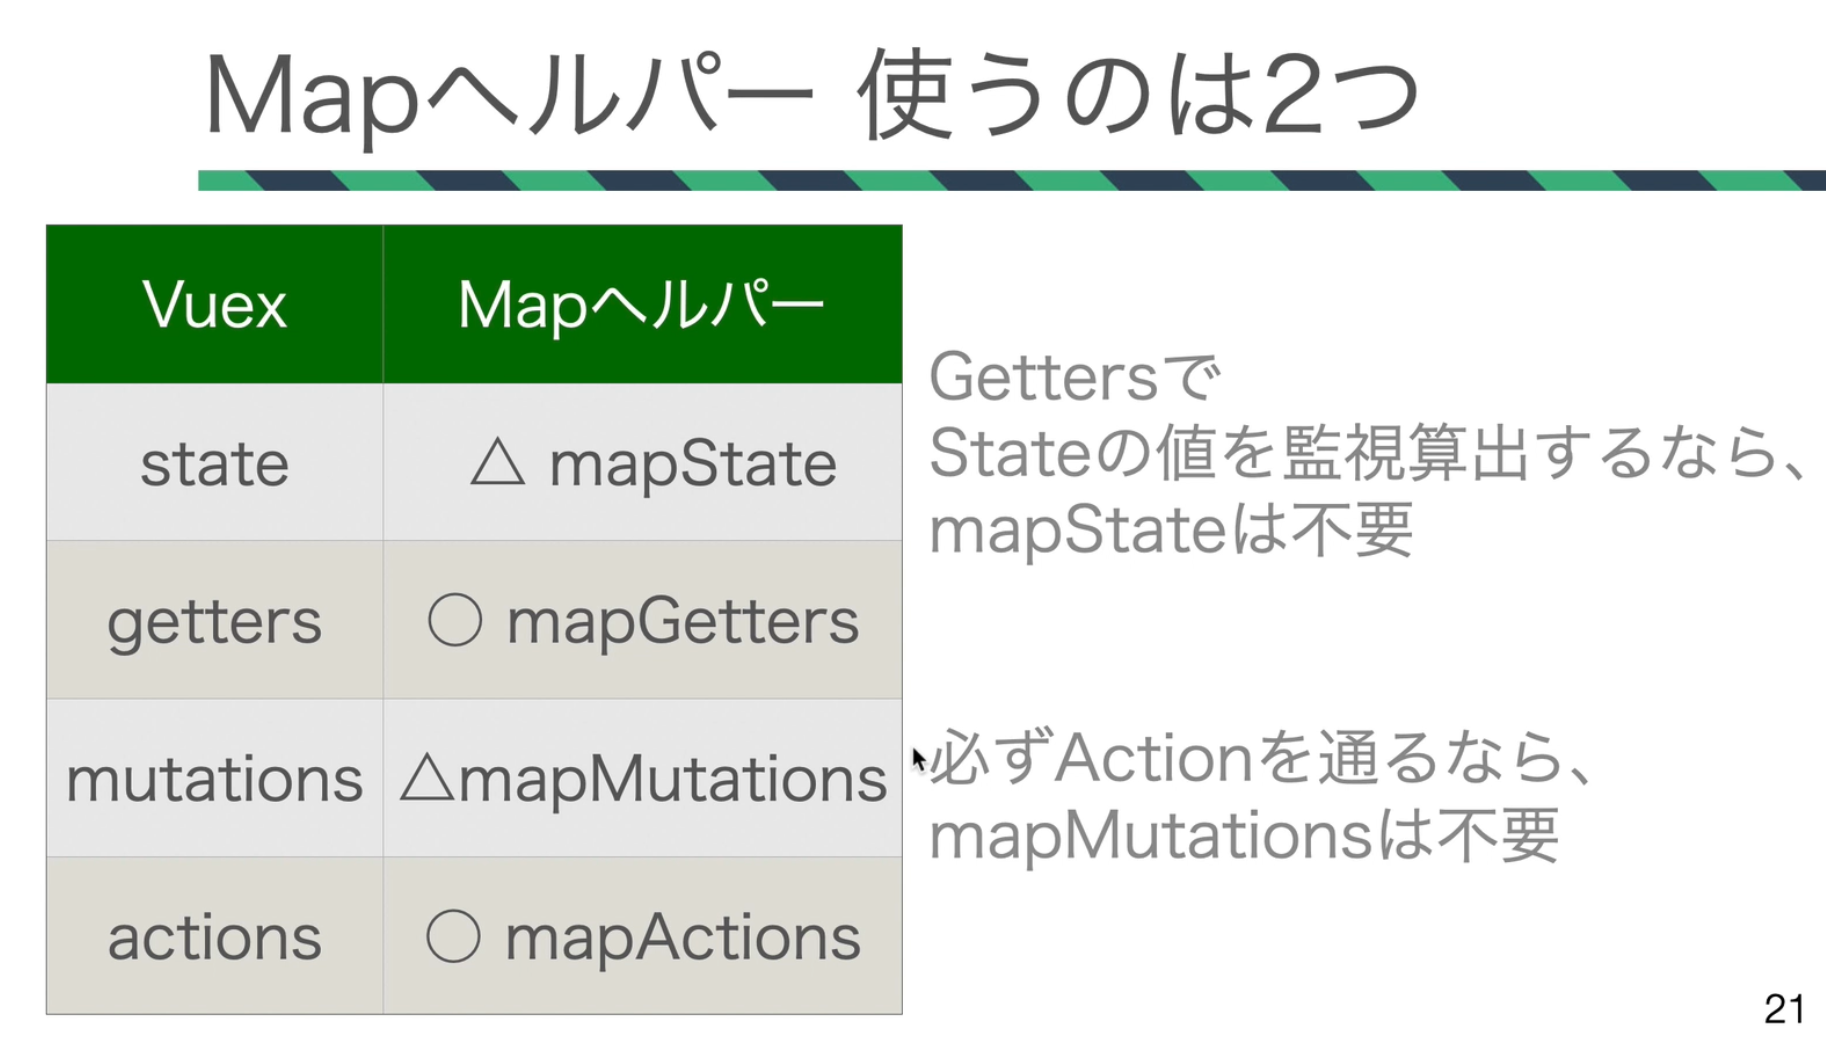 Mapヘルパー 使うのは2つ
Vuex Mapヘルパー
state △ mapState
getters ○ mapGetters
mutations △mapMutations
actions ○ mapActions
Gettersで
Stateの値を監視算出するなら、
mapStateは不要
必ずActionを通るなら、
mapMutationsは不要
21